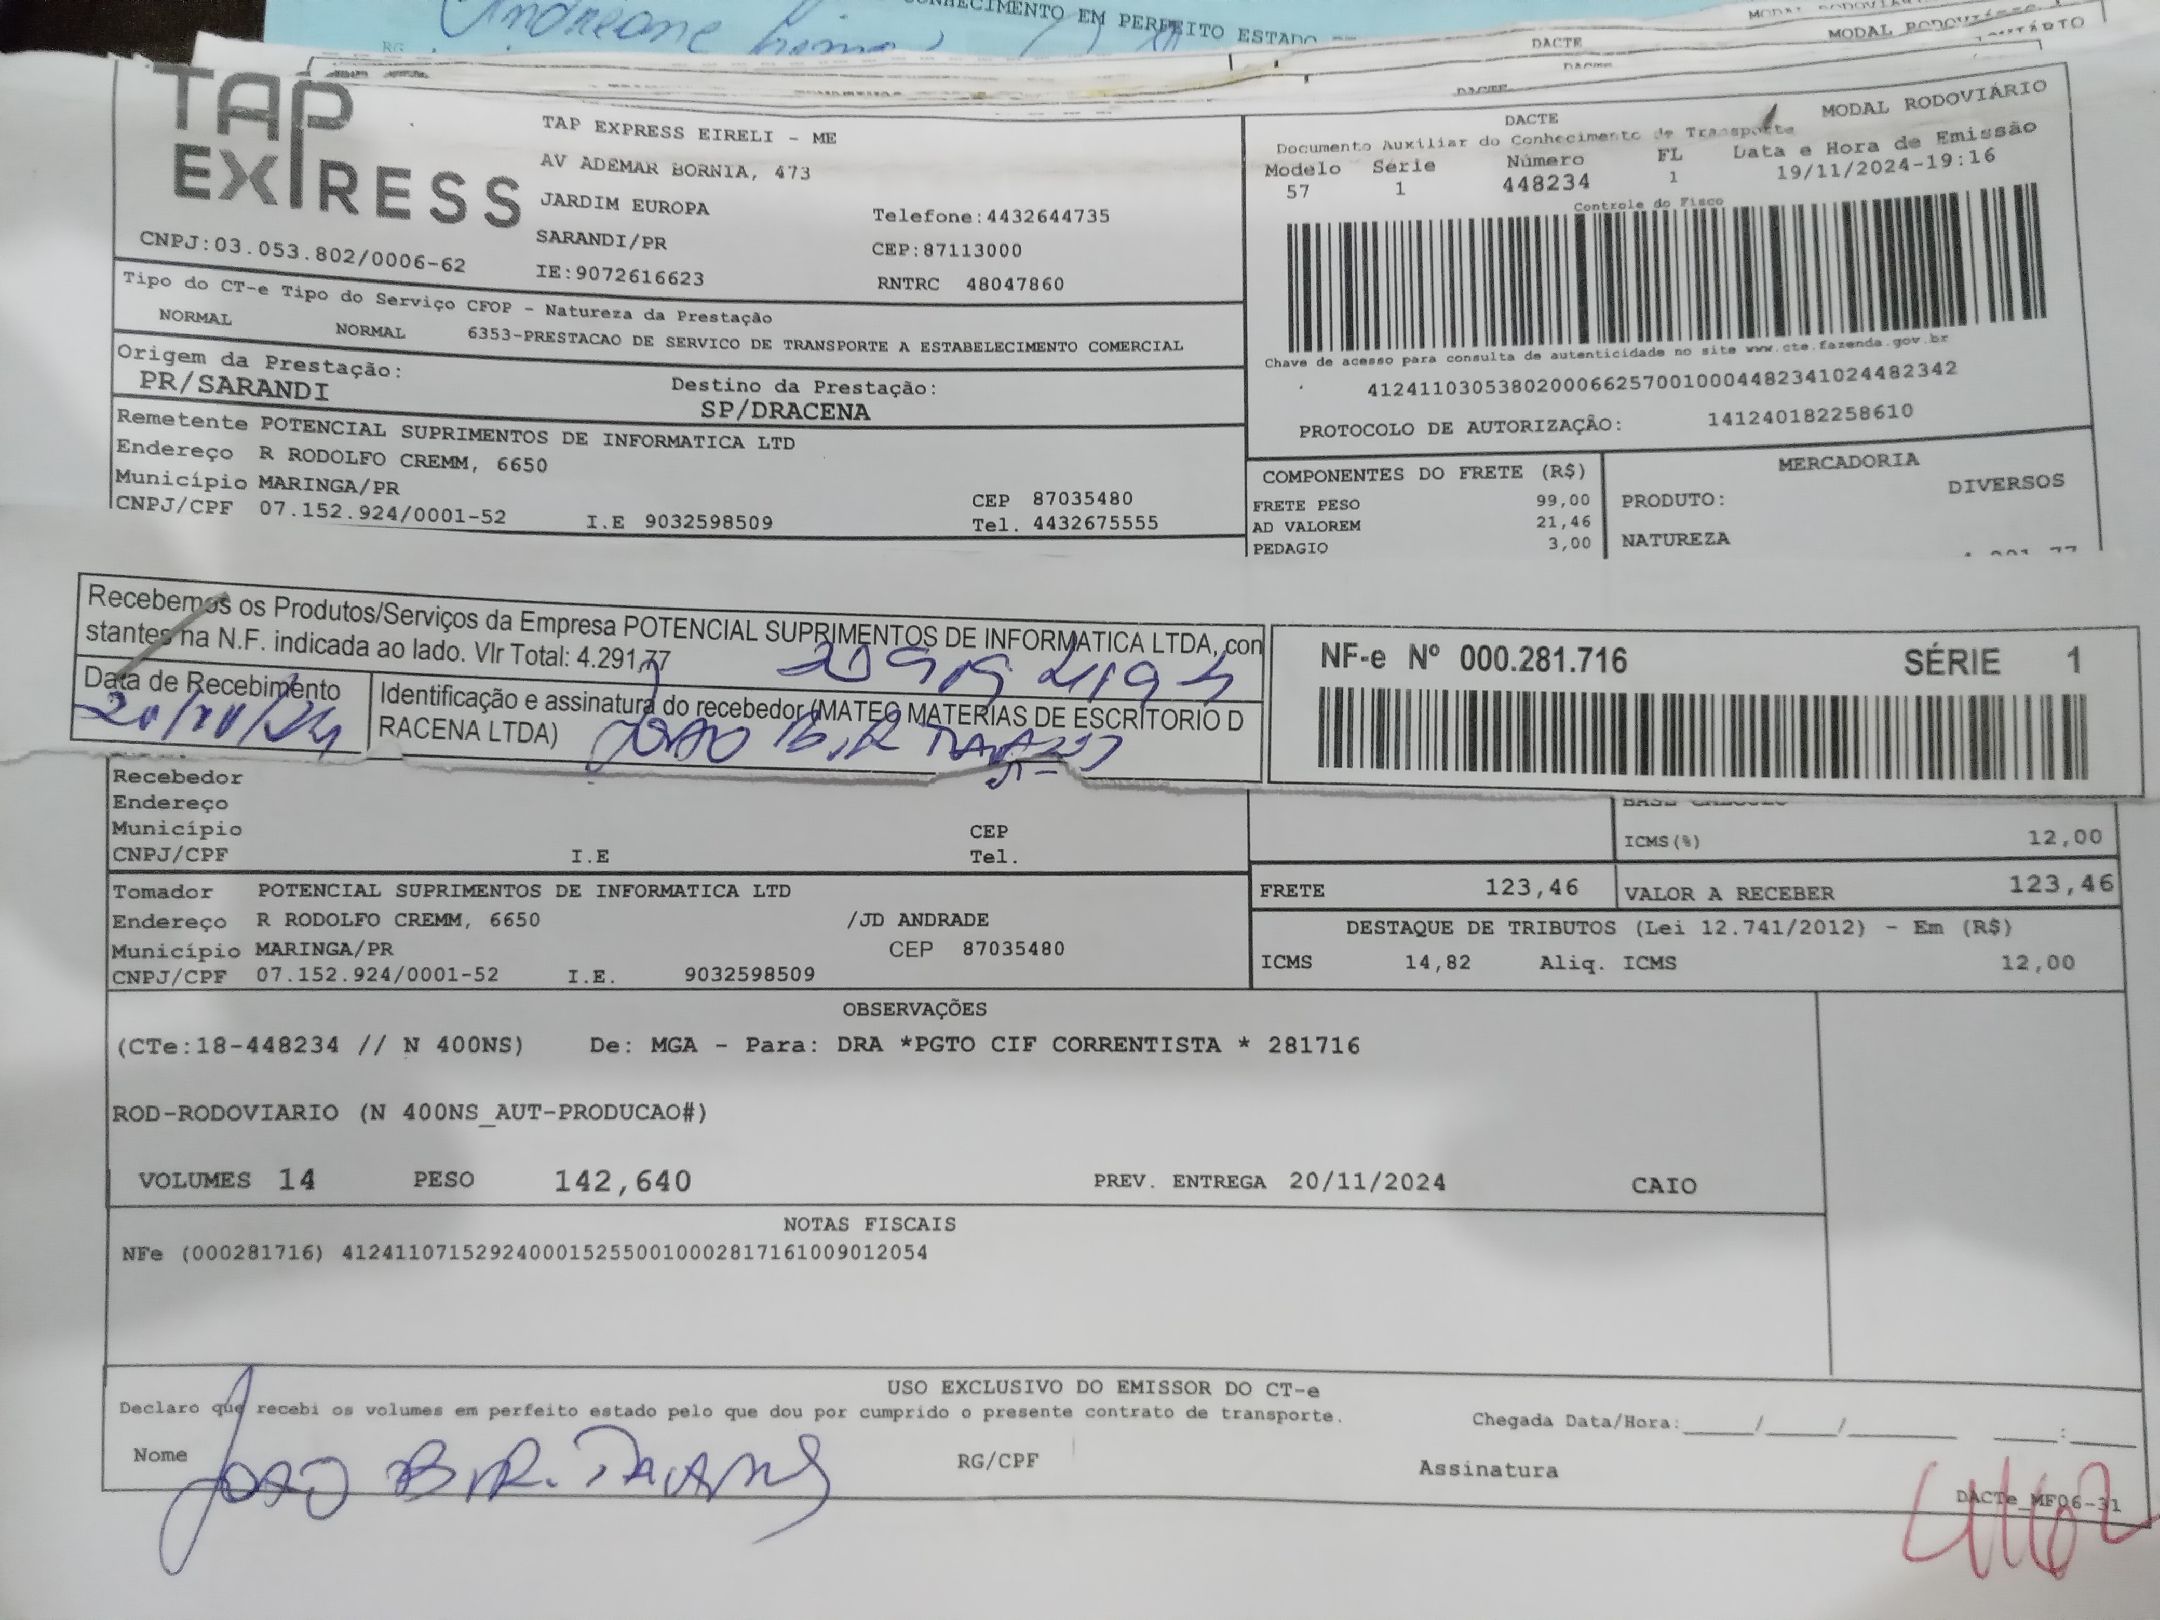 CONHECIMENTO EM PERFEITO ESTADO
RG
Andreane
DACTE
MODAL RODOVIÁRIO
DACTE
TAP
EXPRESS
TAP EXPRESS EIRELI - ME
AV ADEMAR BORNIA, 473
JARDIM EUROPA
SARANDI/PR
IE:9072616623
Telefone:4432644735
CEP:87113000
RNTRC 48047860
CNPJ:03.053.802/0006-62
DACTE
MODAL RODOVIÁRIO
Documento Auxiliar do Conhecimento de Transporte
Modelo Série Número FL Data e Hora de Emissão
57 1 448234 1 19/11/2024-19:16
Controle do Fisco
Chave de acesso para consulta de autenticidade no site www.cte.fazenda.gov.br
41241103053802000662570010004482341024482342
PROTOCOLO DE AUTORIZAÇÃO: 141240182258610
Tipo do CT-e Tipo do Serviço CFOP - Natureza da Prestação
NORMAL NORMAL 6353-PRESTACAO DE SERVICO DE TRANSPORTE A ESTABELECIMENTO COMERCIAL
Origem da Prestação: Destino da Prestação:
PR/SARANDI SP/DRACENA
Remetente POTENCIAL SUPRIMENTOS DE INFORMATICA LTD
Endereço R RODOLFO CREMM, 6650
Município MARINGA/PR CEP 87035480
CNPJ/CPF 07.152.924/0001-52 I.E 9032598509 Tel. 4432675555
COMPONENTES DO FRETE (R$)
FRETE PESO 99,00
AD VALOREM 21,46
PEDAGIO 3,00
MERCADORIA
PRODUTO: DIVERSOS
NATUREZA
Recebemos os Produtos/Serviços da Empresa POTENCIAL SUPRIMENTOS DE INFORMATICA LTDA, con
stantes na N.F. indicada ao lado. Vlr Total: 4.291,77
Data de Recebimento
Identificação e assinatura do recebedor (MATEC MATERIAS DE ESCRITORIO D
RACENA LTDA)
JOAO B.R
NF-e Nº 000.281.716 SÉRIE 1
Recebedor
Endereço
Município CEP
CNPJ/CPF I.E Tel.
BASE CALCULO
ICMS(%) 12,00
FRETE 123,46 VALOR A RECEBER 123,46
Tomador POTENCIAL SUPRIMENTOS DE INFORMATICA LTD
Endereço R RODOLFO CREMM, 6650 /JD ANDRADE
Município MARINGA/PR CEP 87035480
CNPJ/CPF 07.152.924/0001-52 I.E. 9032598509
DESTAQUE DE TRIBUTOS (Lei 12.741/2012) - Em (R$)
ICMS 14,82 Aliq. ICMS 12,00
OBSERVAÇÕES
(CTe:18-448234 // N 400NS) De: MGA - Para: DRA *PGTO CIF CORRENTISTA * 281716
ROD-RODOVIARIO (N 400NS_AUT-PRODUCAO#)
VOLUMES 14 PESO 142,640 PREV. ENTREGA 20/11/2024 CAIO
NOTAS FISCAIS
NFe (000281716) 41241107152924000152550010002817161009012054
USO EXCLUSIVO DO EMISSOR DO CT-e
Declaro que recebi os volumes em perfeito estado pelo que dou por cumprido o presente contrato de transporte.
Chegada Data/Hora:____/____/______ ____:____
Nome JOAO B.R. RG/CPF Assinatura
DACTe_MF06-31